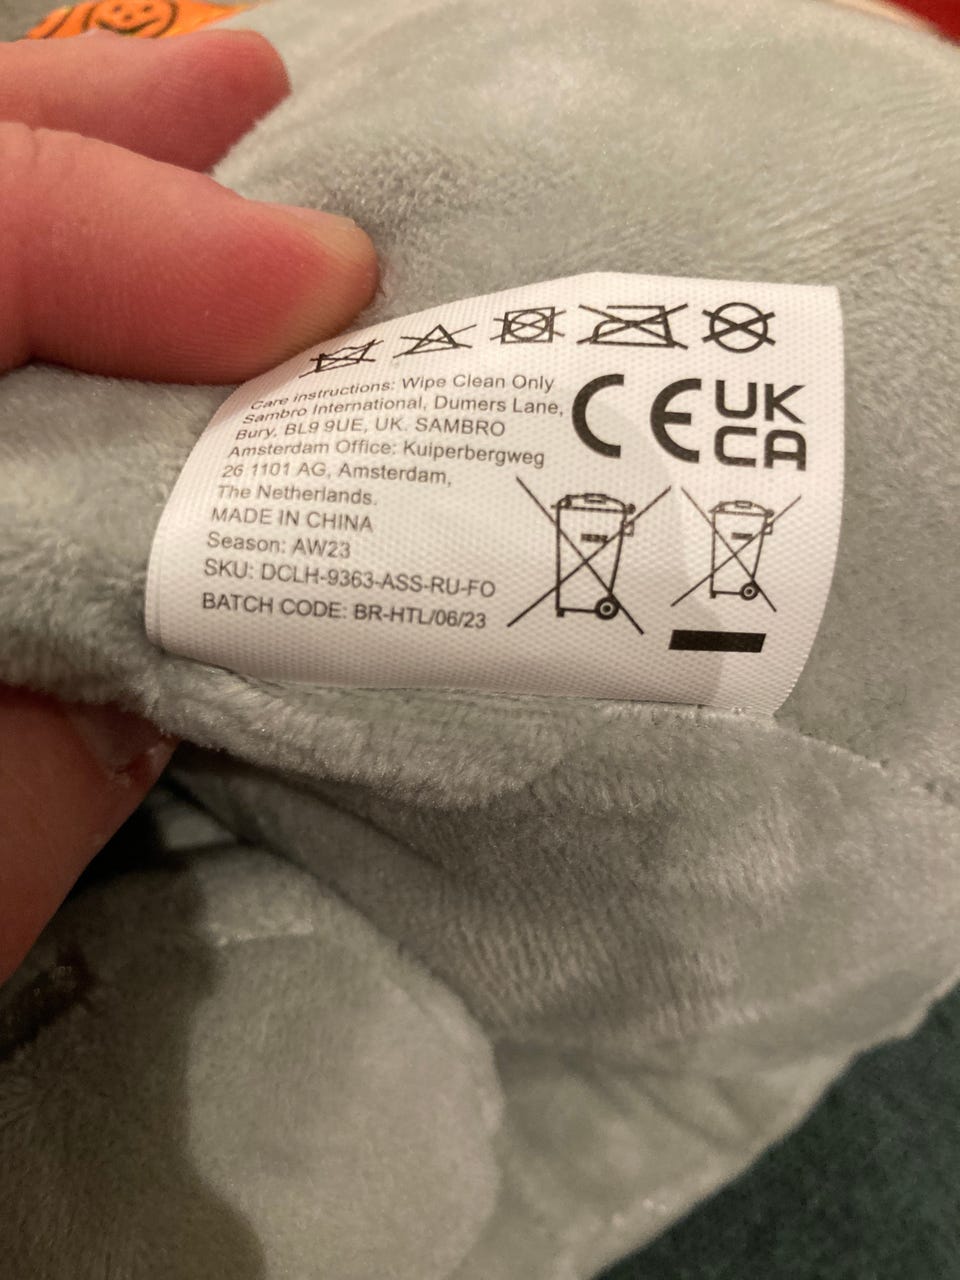 Care instructions: Wipe Clean Only
Sambro International, Dumers Lane,
Bury, BL9 9UE, UK. SAMBRO
Amsterdam Office: Kuiperbergweg
26 1101 AG, Amsterdam,
The Netherlands.
MADE IN CHINA
Season: AW23
SKU: DCLH-9363-ASS-RU-FO
BATCH CODE: BR-HTL/06/23
CE
UK
CA